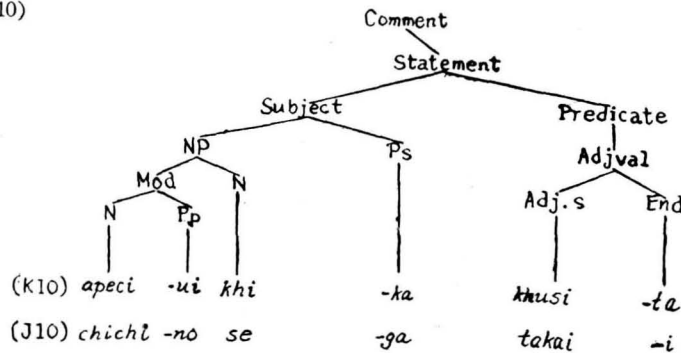 10)
Comment
Statement
Subject Predicate
NP Ps Adjval
Mod N Adj.s End
N Pp
(K10) apeci -ui khi -ka khusi -ta
(J10) chichi -no se -ga takai -i